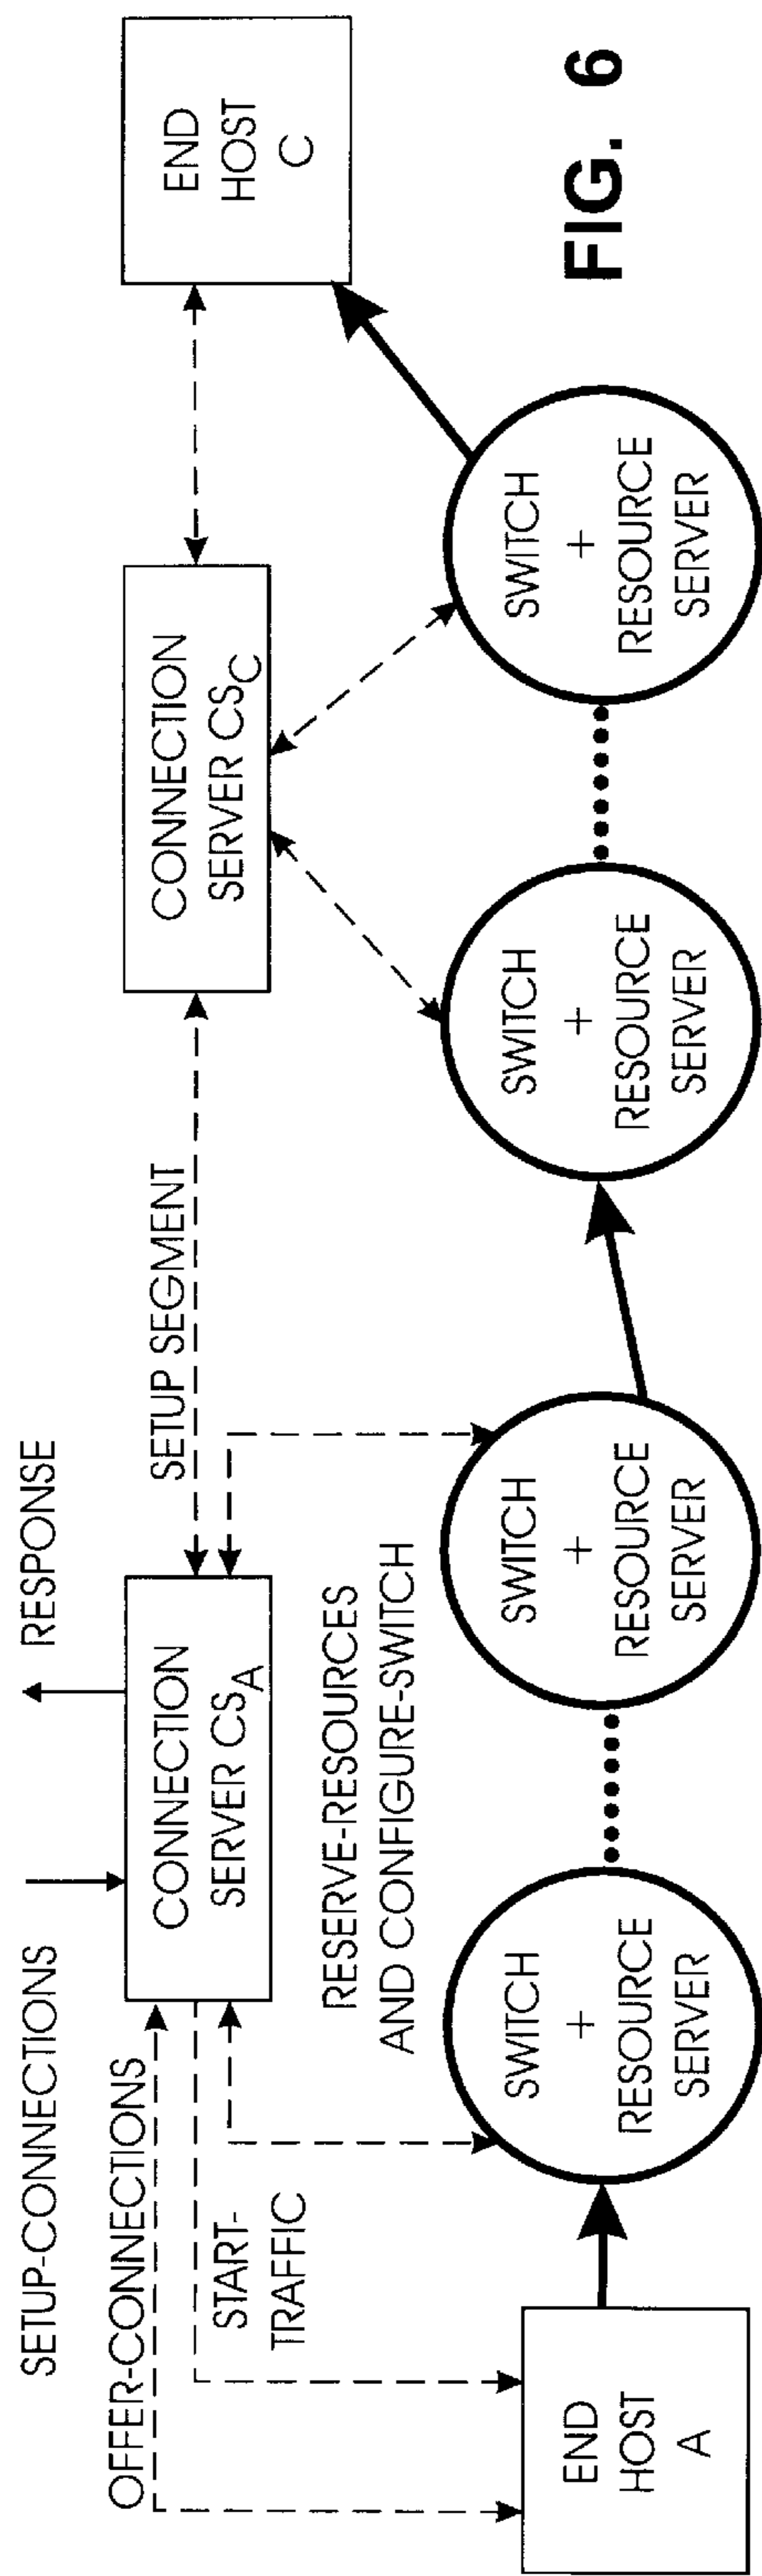 SETUP-CONNECTIONS
RESPONSE
OFFER-CONNECTIONS
START-
TRAFFIC
CONNECTION
SERVER CSA
SETUP SEGMENT
CONNECTION
SERVER CSC
END
HOST
C
RESERVE-RESOURCES
AND CONFIGURE-SWITCH
END
HOST
A
SWITCH
+
RESOURCE
SERVER
SWITCH
+
RESOURCE
SERVER
SWITCH
+
RESOURCE
SERVER
SWITCH
+
RESOURCE
SERVER
FIG. 6